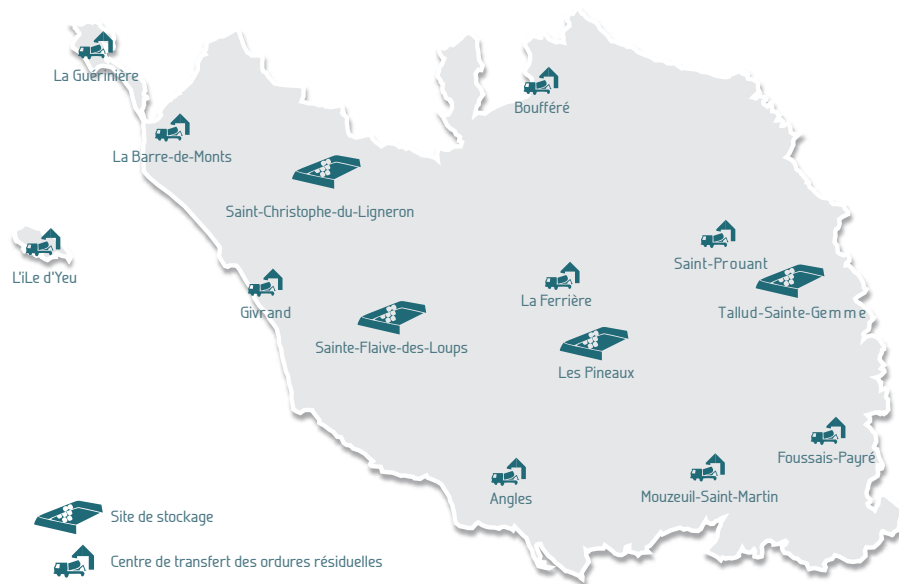 La Guérinière
Boufféré
La Barre-de-Monts
Saint-Christophe-du-Ligneron
Saint-Prouant
L'iLe d'Yeu
La Ferrière
Givrand
Tallud-Sainte-Gemme
Sainte-Flaive-des-Loups
Les Pineaux
Foussais-Payré
Angles
Mouzeuil-Saint-Martin
Site de stockage
Centre de transfert des ordures résiduelles